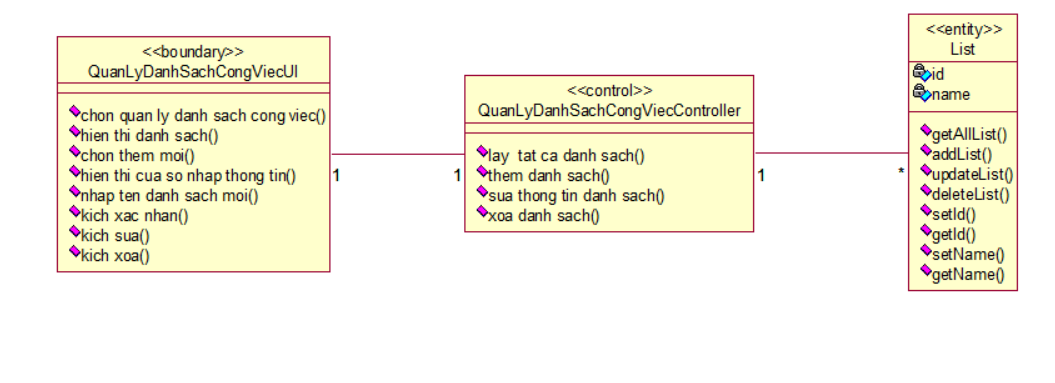 <<boundary>>
QuanLyDanhSachCongViecUI
chon quan ly danh sach cong viec()
hien thi danh sach()
chon them moi()
hien thi cua so nhap thong tin()
nhap ten danh sach moi()
kich xac nhan()
kich sua()
kich xoa()
1
1
<<control>>
QuanLyDanhSachCongViecController
lay tat ca danh sach()
them danh sach()
sua thong tin danh sach()
xoa danh sach()
1
*
<<entity>>
List
id
name
getAllList()
addList()
updateList()
deleteList()
setId()
getId()
setName()
getName()